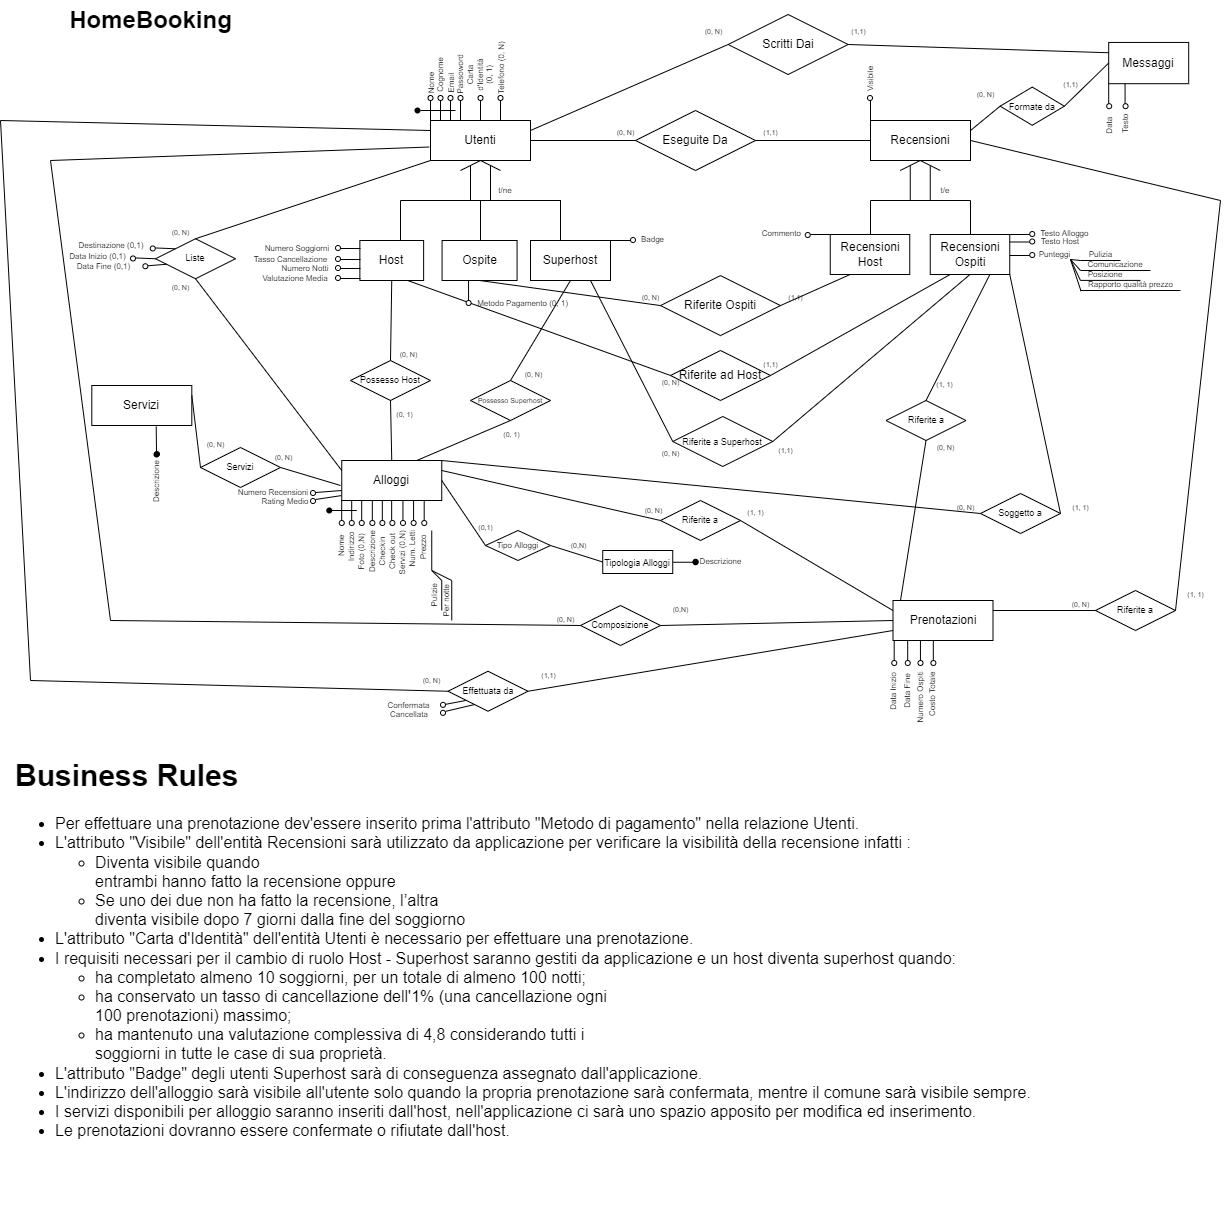 HomeBooking
(0, N)
Scritti Dai
(1,1)
Messaggi
Nome
Cognome
Email
Passoword
Carta
d'Identità
(0, 1)
Telefono (0, N)
Visibile
(0, N)
Formate da
(1,1)
Data
Testo
Utenti
(0, N)
Eseguite Da
(1,1)
Recensioni
t/ne
t/e
(0, N)
Destinazione (0,1)
Data Inizio (0,1)
Data Fine (0,1)
Liste
(0, N)
Numero Soggiorni
Tasso Cancellazione
Numero Notti
Valutazione Media
Host
Ospite
Superhost
Badge
Commento
Recensioni
Host
Recensioni
Ospiti
Testo Alloggo
Testo Host
Punteggi
Pulizia
Comunicazione
Posizione
Rapporto qualità prezzo
Metodo Pagamento (0, 1)
(0, N)
Riferite Ospiti
(1,1)
(0, N)
Possesso Host
(0, 1)
(0, N)
Possesso Superhost
(0, 1)
(1,1)
Riferite ad Host
(0, N)
Riferite a Superhost
(0, N)
(1,1)
(1, 1)
Riferite a
(0, N)
Servizi
Descrizione
(0, N)
Servizi
(0, N)
Alloggi
Numero Recensioni
Rating Medio
Nome
Indirizzo
Foto (0,N)
Descrizione
Checkin
Check out
Servizi (0,N)
Num. Letti
Prezzo
Pulizie
Per notte
(0,1)
Tipo Alloggi
(0,N)
Tipologia Alloggi
Descrizione
(0, N)
Riferite a
(1, 1)
(0, N)
Soggetto a
(1, 1)
(0, N)
Composizione
(0,N)
Prenotazioni
(0, N)
Riferite a
(1, 1)
Data Inizio
Data Fine
Numero Ospiti
Costo Totale
(0, N)
Effettuata da
(1,1)
Confermata
Cancellata
Business Rules
• Per effettuare una prenotazione dev'essere inserito prima l'attributo "Metodo di pagamento" nella relazione Utenti.
• L'attributo "Visibile" dell'entità Recensioni sarà utilizzato da applicazione per verificare la visibilità della recensione infatti :
◦ Diventa visibile quando
entrambi hanno fatto la recensione oppure
◦ Se uno dei due non ha fatto la recensione, l’altra
diventa visibile dopo 7 giorni dalla fine del soggiorno
• L'attributo "Carta d'Identità" dell'entità Utenti è necessario per effettuare una prenotazione.
• I requisiti necessari per il cambio di ruolo Host - Superhost saranno gestiti da applicazione e un host diventa superhost quando:
◦ ha completato almeno 10 soggiorni, per un totale di almeno 100 notti;
◦ ha conservato un tasso di cancellazione dell'1% (una cancellazione ogni
100 prenotazioni) massimo;
◦ ha mantenuto una valutazione complessiva di 4,8 considerando tutti i
soggiorni in tutte le case di sua proprietà.
• L'attributo "Badge" degli utenti Superhost sarà di conseguenza assegnato dall'applicazione.
• L'indirizzo dell'alloggio sarà visibile all'utente solo quando la propria prenotazione sarà confermata, mentre il comune sarà visibile sempre.
• I servizi disponibili per alloggio saranno inseriti dall'host, nell'applicazione ci sarà uno spazio apposito per modifica ed inserimento.
• Le prenotazioni dovranno essere confermate o rifiutate dall'host.